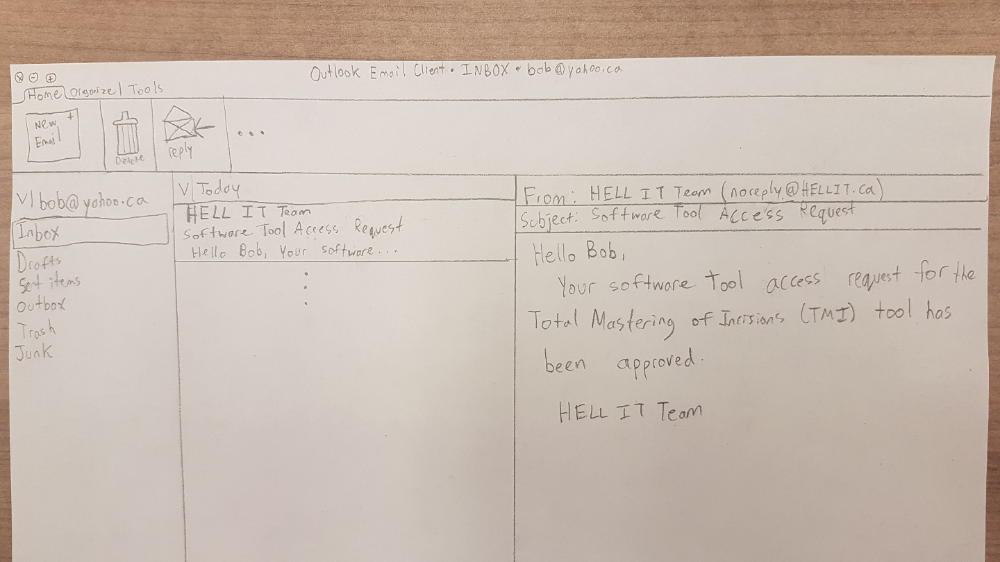 Outlook Email Client • INBOX • bob@yahoo.ca
Home Organize | Tools
New +
Email
Delete
reply
...
V | bob@yahoo.ca
Inbox
Drafts
Sent items
Outbox
Trash
Junk
V | Today
HELL IT Team
Software Tool Access Request
Hello Bob, Your software...
From: HELL IT Team (noreply@HELLIT.ca)
Subject: Software Tool Access Request
Hello Bob,
Your software tool access request for the
Total Mastering of Incisions (TMI) tool has
been approved.
HELL IT Team